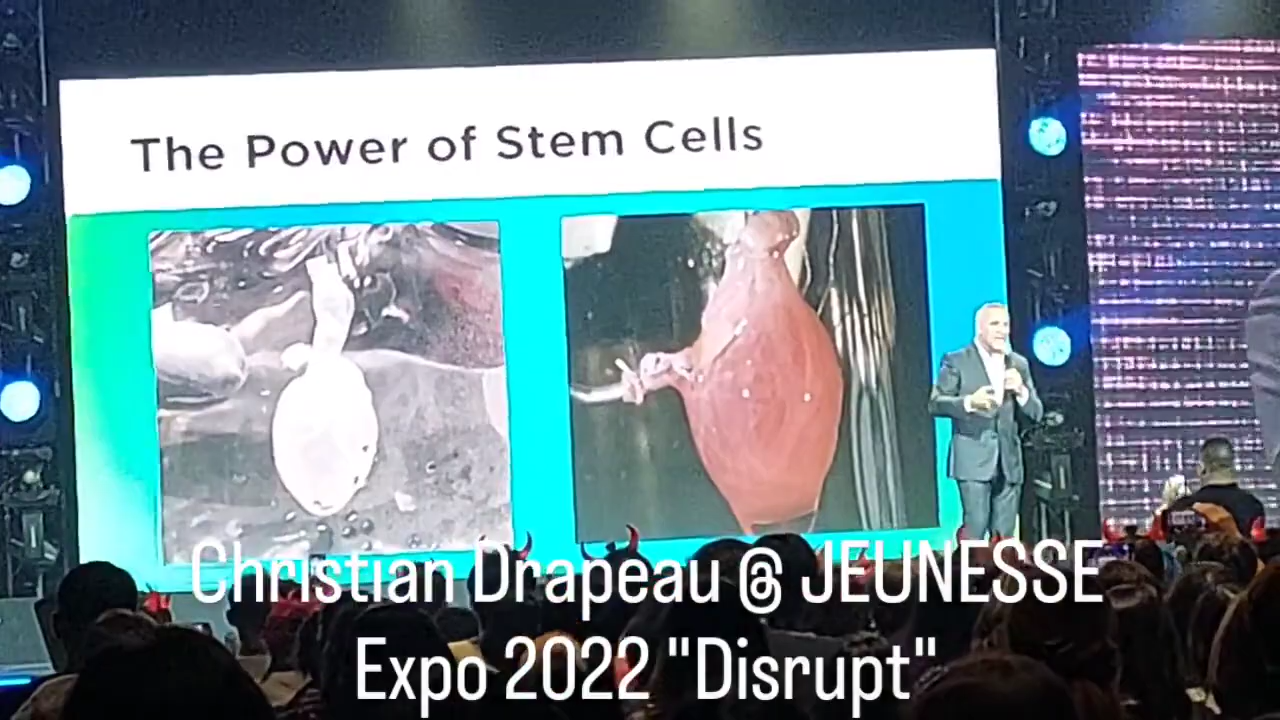 The Power of Stem Cells
Christian Drapeau @ JEUNESSE
Expo 2022 "Disrupt"